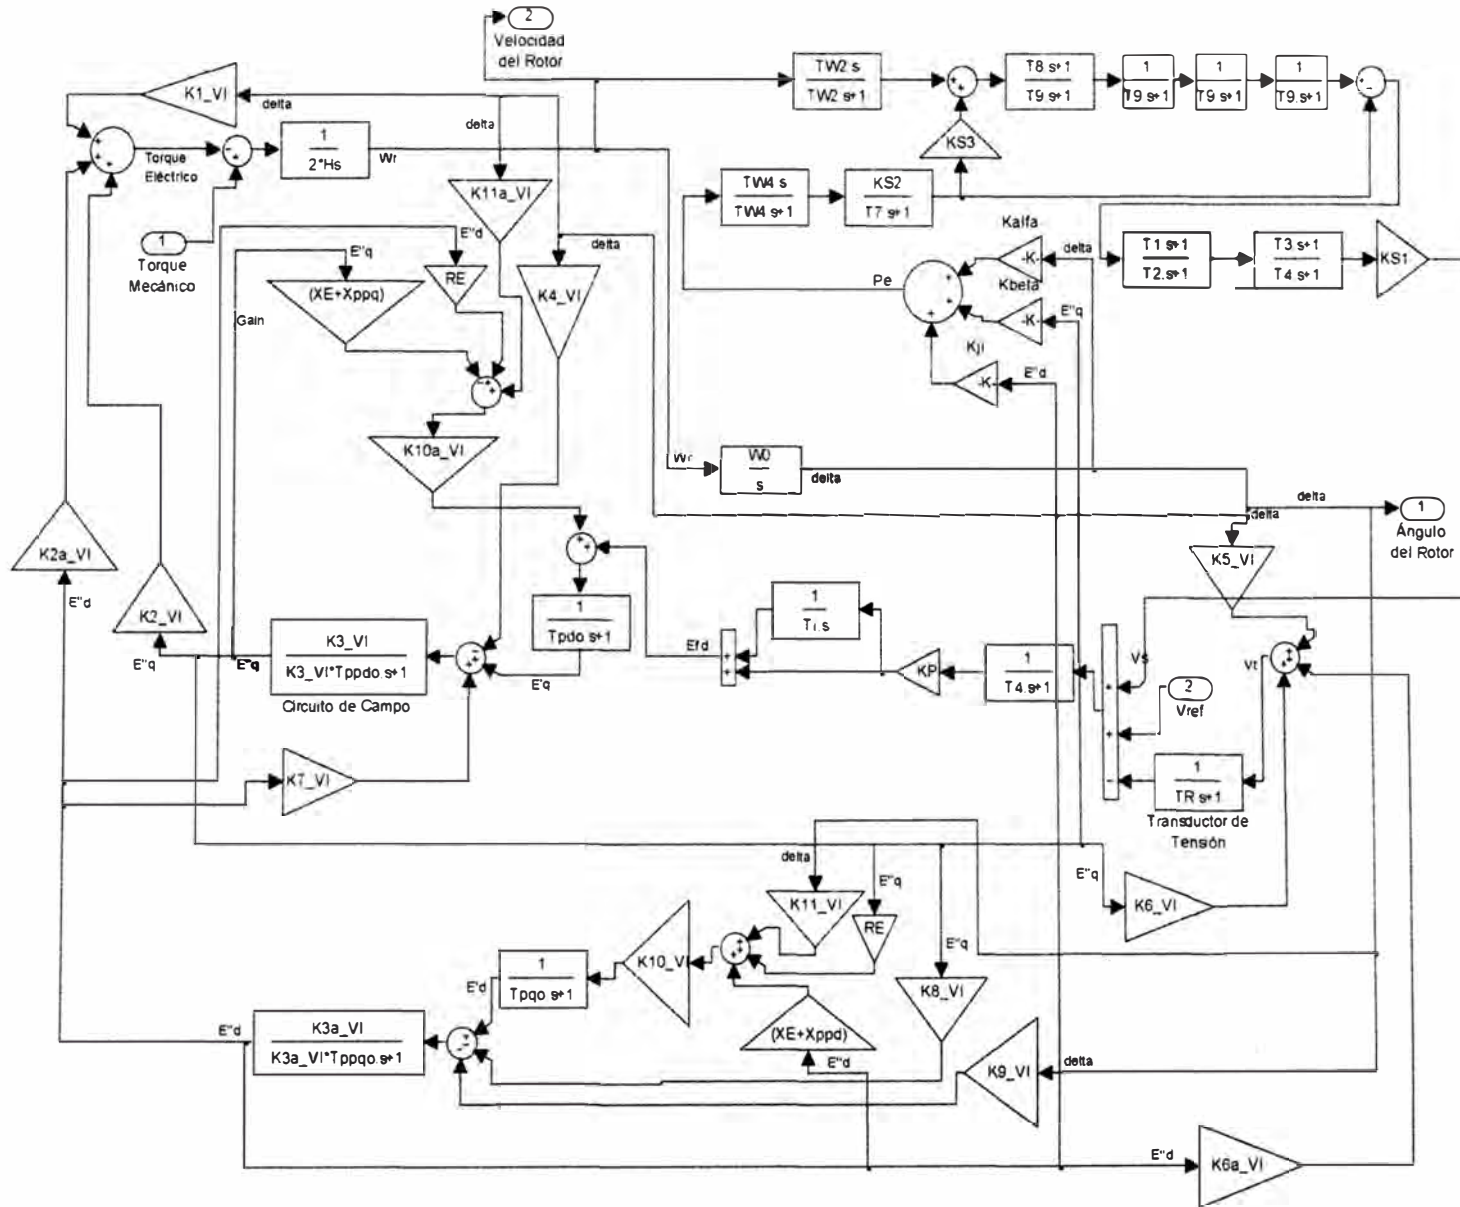 2
Velocidad
del Rotor
K1_VI
delta
delta
TW2 s
TW2 s+1
+
+
T8 s+1
T9 s+1
1
T9 s+1
1
T9 s+1
1
T9.s+1
-
+
+
+
Torque
Eléctrico
-
+
1
2*Hs
Wr
KS3
K11a_VI
TW4 s
TW4 s+1
KS2
T7 s+1
E"d
delta
Kalfa
-K-
delta
T1 s+1
T2.s+1
T3 s+1
T4.s+1
KS1
1
Torque
Mecánico
E"q
(XE+Xppq)
RE
K4_VI
Pe
+
+
+
+
Kbeta
-K-
E"q
Gain
Kji
-K-
E"d
-+
+
K10a_VI
Wr
W0
s
delta
delta
1
delta
Ángulo
del Rotor
K2a_VI
K5_VI
+
+
E"d
K2_VI
1
Tpdo s+1
1
Ti.s
K3_VI
K3_VI*Tppdo.s+1
Efd
+
+
KP
1
T4.s+1
Vs
+
Vt
E"q
E"q
E'q
2
Vref
Circuito de Campo
+
K7_VI
-
1
TR s+1
Transductor de
Tensión
delta
E"q
E"q
K11_VI
RE
K6_VI
E"q
K10_VI
1
Tpqo s+1
E'd
K8_VI
(XE+Xppd)
E"d
K3a_VI
K3a_VI*Tppqo.s+1
E"d
K9_VI
delta
E"d
K6a_VI